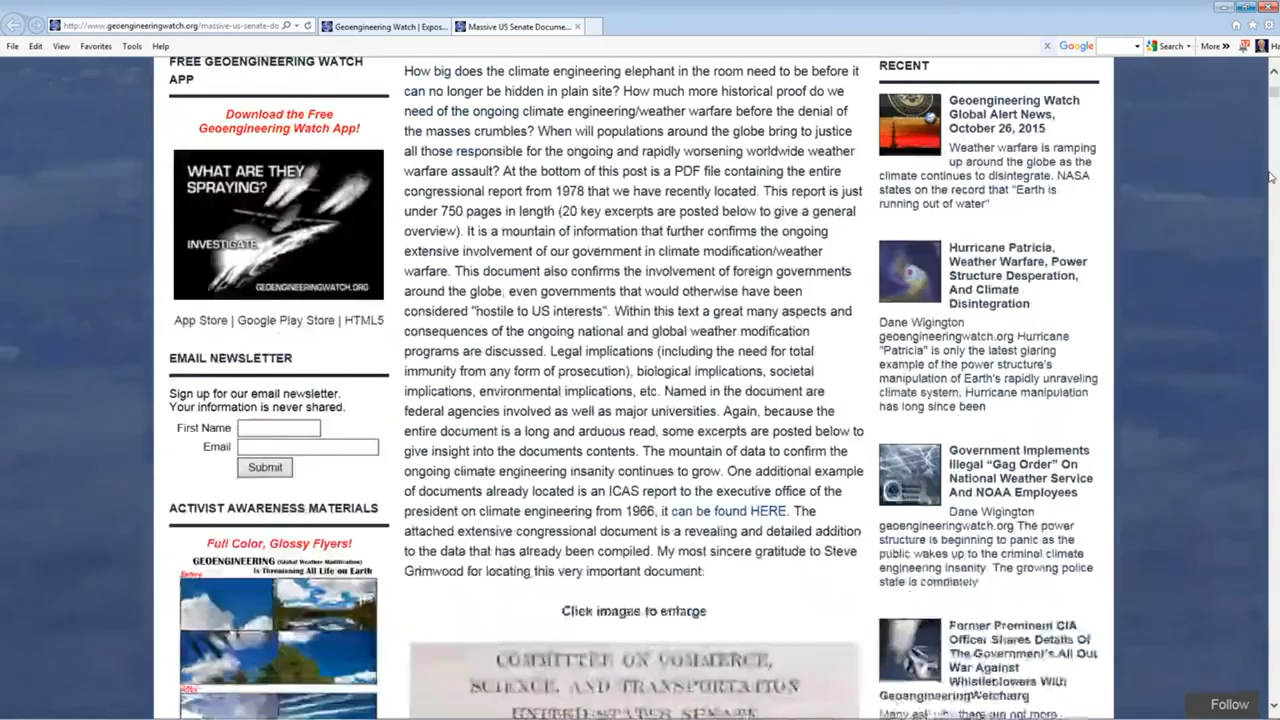 http://www.geoengineeringwatch.org/massive-us-senate-do
Geoengineering Watch | Expos...
Massive US Senate Docume...
File Edit View Favorites Tools Help
Google
Search
More »
FREE GEOENGINEERING WATCH
APP
Download the Free
Geoengineering Watch App!
WHAT ARE THEY
SPRAYING?
INVESTIGATE
GEOENGINEERINGWATCH.ORG
App Store | Google Play Store | HTML5
EMAIL NEWSLETTER
Sign up for our email newsletter.
Your information is never shared.
First Name
Email
Submit
ACTIVIST AWARENESS MATERIALS
Full Color, Glossy Flyers!
GEOENGINEERING (Global Weather Modification)
Is Threatening All Life on Earth
Before
After
How big does the climate engineering elephant in the room need to be before it
can no longer be hidden in plain site? How much more historical proof do we
need of the ongoing climate engineering/weather warfare before the denial of
the masses crumbles? When will populations around the globe bring to justice
all those responsible for the ongoing and rapidly worsening worldwide weather
warfare assault? At the bottom of this post is a PDF file containing the entire
congressional report from 1978 that we have recently located. This report is just
under 750 pages in length (20 key excerpts are posted below to give a general
overview). It is a mountain of information that further confirms the ongoing
extensive involvement of our government in climate modification/weather
warfare. This document also confirms the involvement of foreign governments
around the globe, even governments that would otherwise have been
considered "hostile to US interests". Within this text a great many aspects and
consequences of the ongoing national and global weather modification
programs are discussed. Legal implications (including the need for total
immunity from any form of prosecution), biological implications, societal
implications, environmental implications, etc. Named in the document are
federal agencies involved as well as major universities. Again, because the
entire document is a long and arduous read, some excerpts are posted below to
give insight into the documents contents. The mountain of data to confirm the
ongoing climate engineering insanity continues to grow. One additional example
of documents already located is an ICAS report to the executive office of the
president on climate engineering from 1966, it can be found HERE. The
attached extensive congressional document is a revealing and detailed addition
to the data that has already been compiled. My most sincere gratitude to Steve
Grimwood for locating this very important document.
Click images to enlarge
COMMITTEE ON COMMERCE,
SCIENCE, AND TRANSPORTATION
UNITED STATES SENATE
RECENT
Geoengineering Watch
Global Alert News,
October 26, 2015
Weather warfare is ramping
up around the globe as the
climate continues to disintegrate. NASA
states on the record that "Earth is
running out of water"
Hurricane Patricia,
Weather Warfare, Power
Structure Desperation,
And Climate
Disintegration
Dane Wigington
geoengineeringwatch.org Hurricane
"Patricia" is only the latest glaring
example of the power structure's
manipulation of Earth's rapidly unraveling
climate system, Hurricane manipulation
has long since been
Government Implements
Illegal "Gag Order" On
National Weather Service
And NOAA Employees
Dane Wigington
geoengineeringwatch.org The power
structure is beginning to panic as the
public wakes up to the criminal climate
engineering insanity. The growing police
state is completely
Former Prominent CIA
Officer Shares Details Of
The Government's All Out
War Against
Whistleblowers With
GeoengineeringWatch.org
Many ask why there are not more
Follow